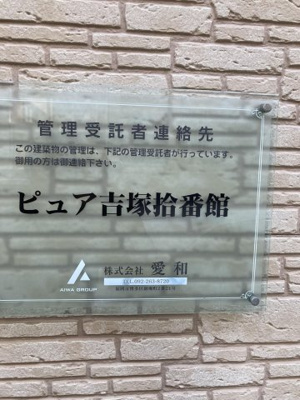 管理受託者連絡先
この建築物の管理は、下記の管理受託者が行っています。
御用の方は御連絡下さい。
ピュア吉塚拾番館
株式会社 愛和
AIWA GROUP